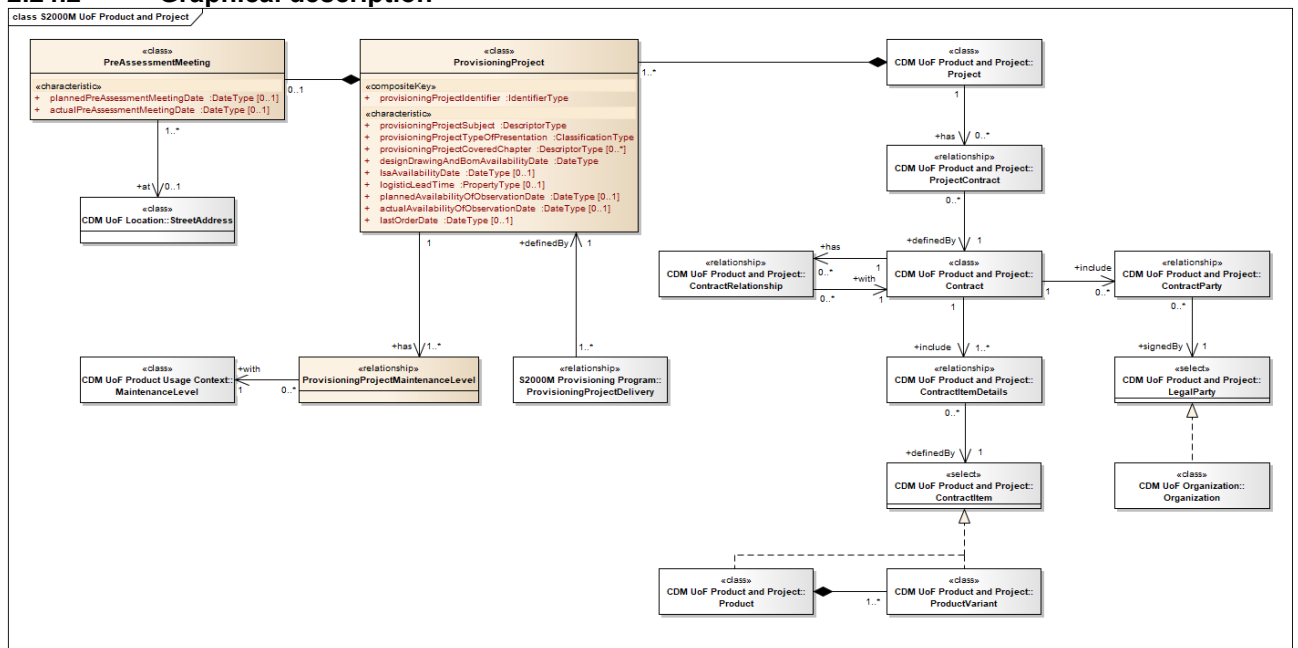 class S2000M UoF Product and Project
«class»
PreAssessmentMeeting
«characteristic»
+ plannedPreAssessmentMeetingDate :DateType [0..1]
+ actualPreAssessmentMeetingDate :DateType [0..1]
0..1
1..*
+at
0..1
«class»
CDM UoF Location::StreetAddress
«class»
ProvisioningProject
«compositeKey»
+ provisioningProjectIdentifier :IdentifierType
«characteristic»
+ provisioningProjectSubject :DescriptorType
+ provisioningProjectTypeOfPresentation :ClassificationType
+ provisioningProjectCoveredChapter :DescriptorType [0..*]
+ designDrawingAndBomAvailabilityDate :DateType
+ lsaAvailabilityDate :DateType [0..1]
+ logisticLeadTime :PropertyType [0..1]
+ plannedAvailabilityOfObservationDate :DateType [0..1]
+ actualAvailabilityOfObservationDate :DateType [0..1]
+ lastOrderDate :DateType [0..1]
1..*
1
+definedBy
1
+has
1..*
1..*
«class»
CDM UoF Product Usage Context::
MaintenanceLevel
+with
1
0..*
«relationship»
ProvisioningProjectMaintenanceLevel
«relationship»
S2000M Provisioning Program::
ProvisioningProjectDelivery
«class»
CDM UoF Product and Project::
Project
1
+has
0..*
«relationship»
CDM UoF Product and Project::
ProjectContract
0..*
+definedBy
1
«relationship»
CDM UoF Product and Project::
ContractRelationship
+has
0..*
1
+with
0..*
1
«class»
CDM UoF Product and Project::
Contract
1
+include
0..*
«relationship»
CDM UoF Product and Project::
ContractParty
0..*
+signedBy
1
«select»
CDM UoF Product and Project::
LegalParty
«class»
CDM UoF Organization::
Organization
1
+include
1..*
«relationship»
CDM UoF Product and Project::
ContractItemDetails
0..*
+definedBy
1
«select»
CDM UoF Product and Project::
ContractItem
«class»
CDM UoF Product and Project::
Product
1..*
«class»
CDM UoF Product and Project::
ProductVariant